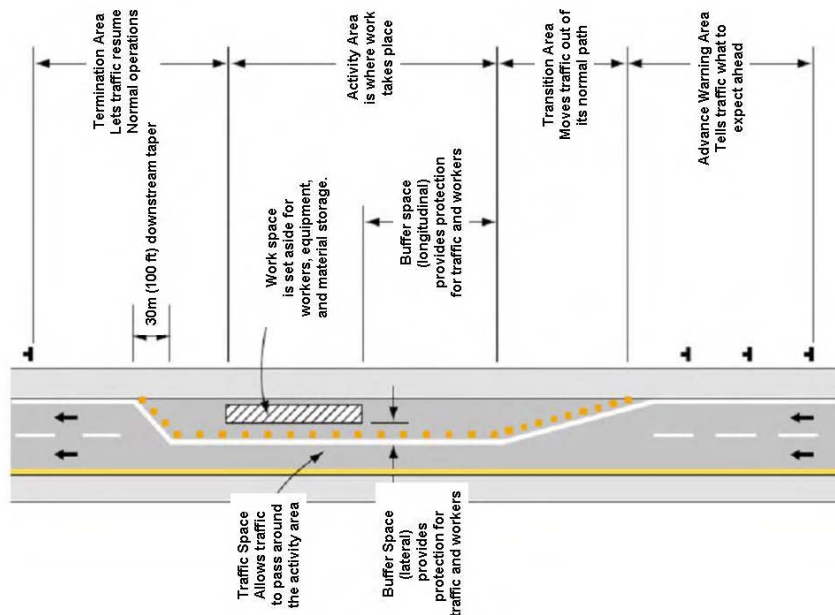 Termination Area
Lets traffic resume
Normal operations
Activity Area
is where work
takes place
Transition Area
Moves traffic out of
its normal path
Advance Warning Area
Tells traffic what to
expect ahead
30m (100 ft) downstream taper
Work space
is set aside for
workers, equipment,
and material storage.
Buffer space
(longitudinal)
provides protection
for traffic and workers
Traffic Space
Allows traffic
to pass around
the activity area
Buffer Space
(lateral)
provides
protection for
traffic and workers